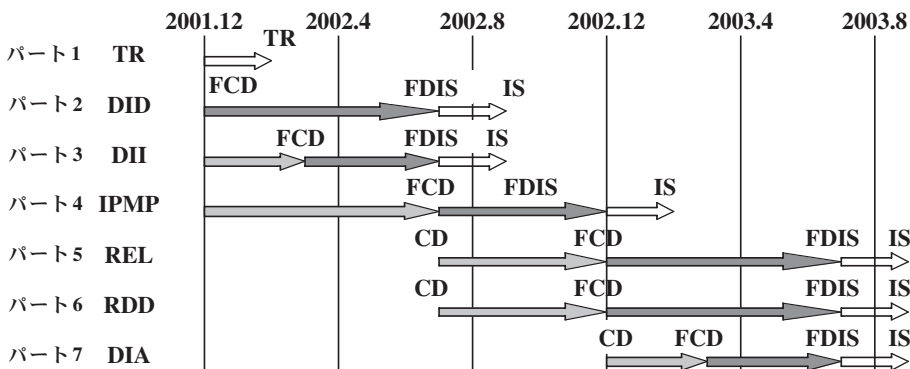 2001.12 2002.4 2002.8 2002.12 2003.4 2003.8
TR
パート1 TR
FCD FDIS IS
パート2 DID
FCD FDIS IS
パート3 DII
FCD FDIS IS
パート4 IPMP
CD FCD FDIS IS
パート5 REL
CD FCD FDIS IS
パート6 RDD
CD FCD FDIS IS
パート7 DIA